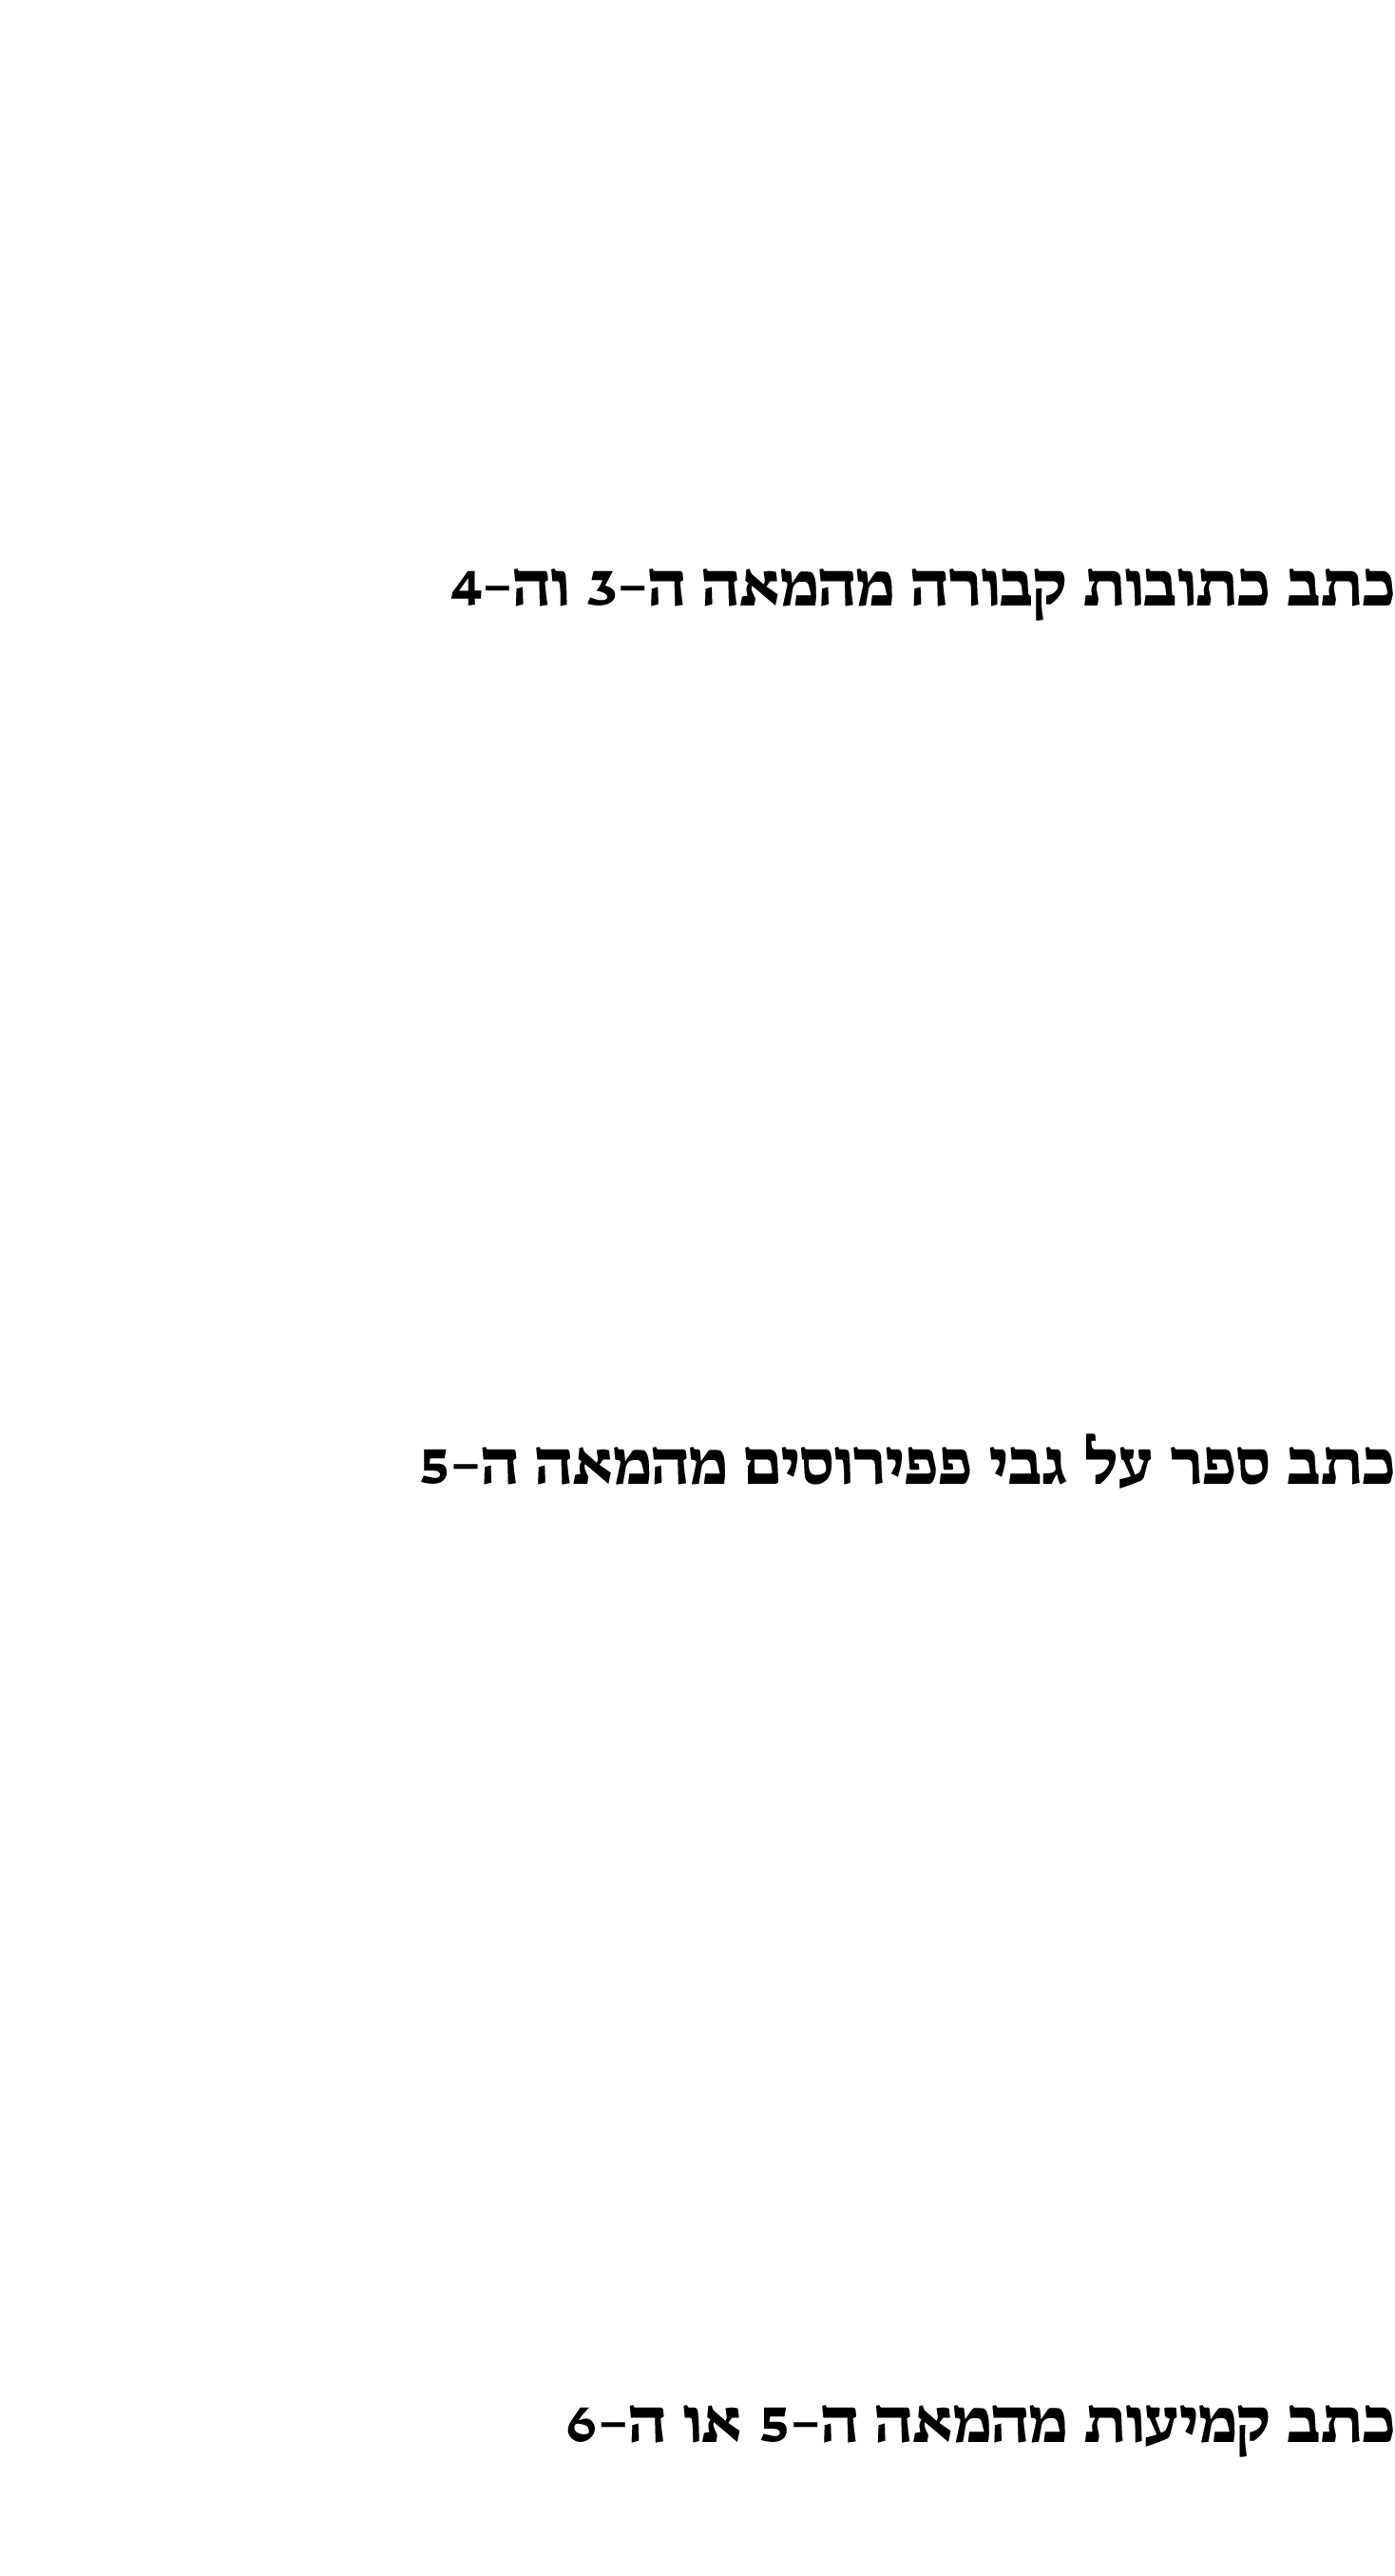 כתב כתובות קבורה מהמאה ה-3 וה-4
כתב ספר על גבי פפירוסים מהמאה ה-5
כתב קמיעות מהמאה ה-5 או ה-6